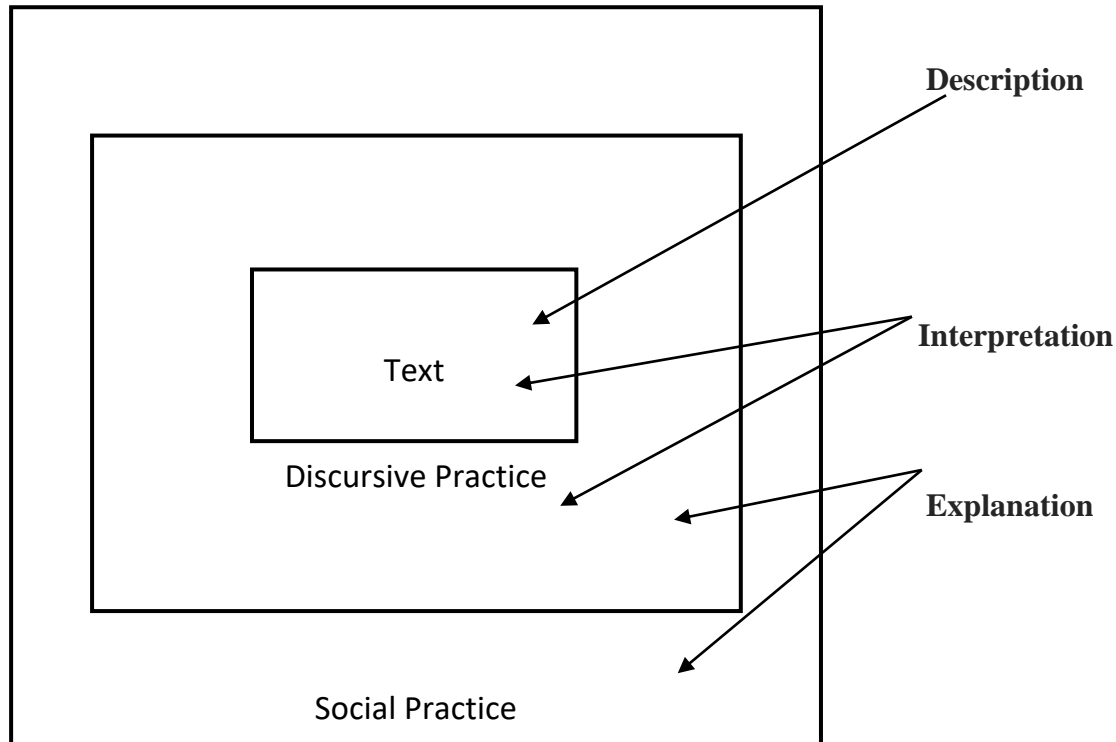 Description
Interpretation
Text
Discursive Practice
Explanation
Social Practice